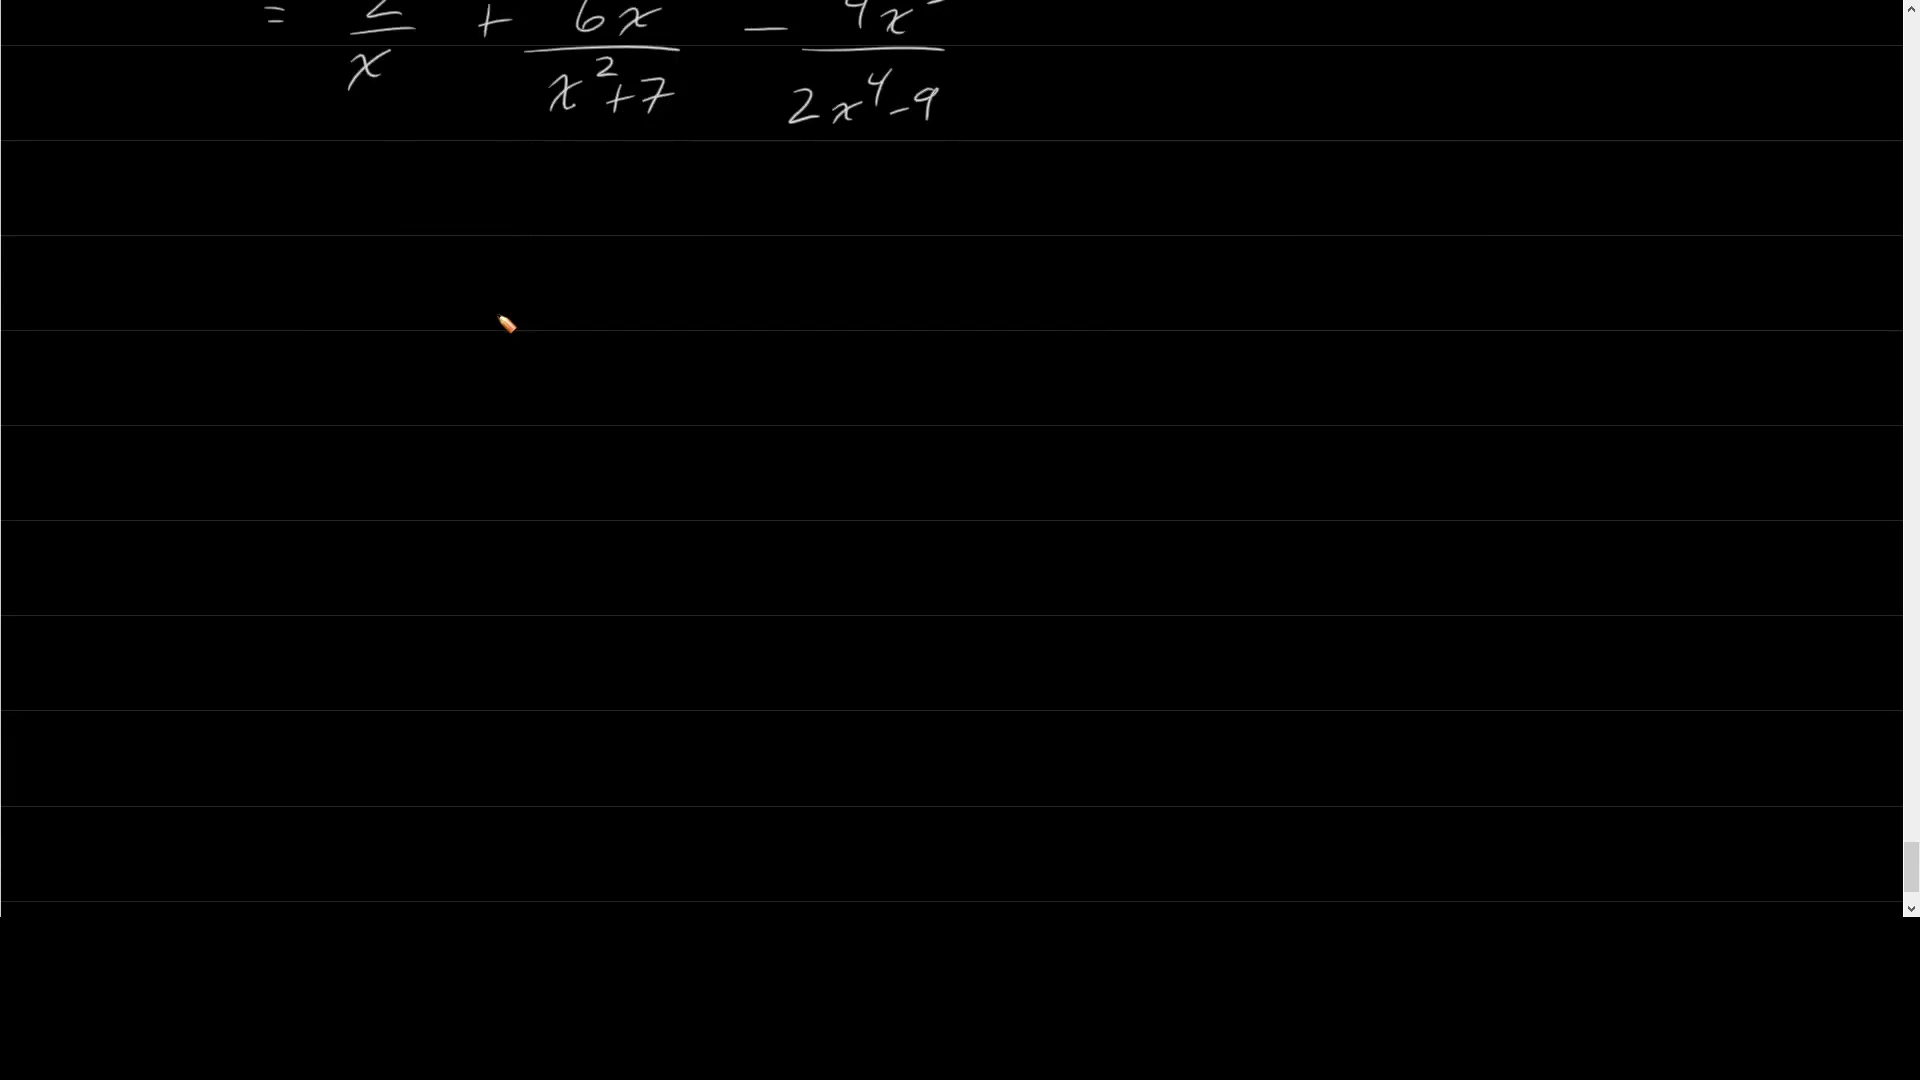 = 2/x + 6x/(x²+7) - 4x/(2x⁴-9)